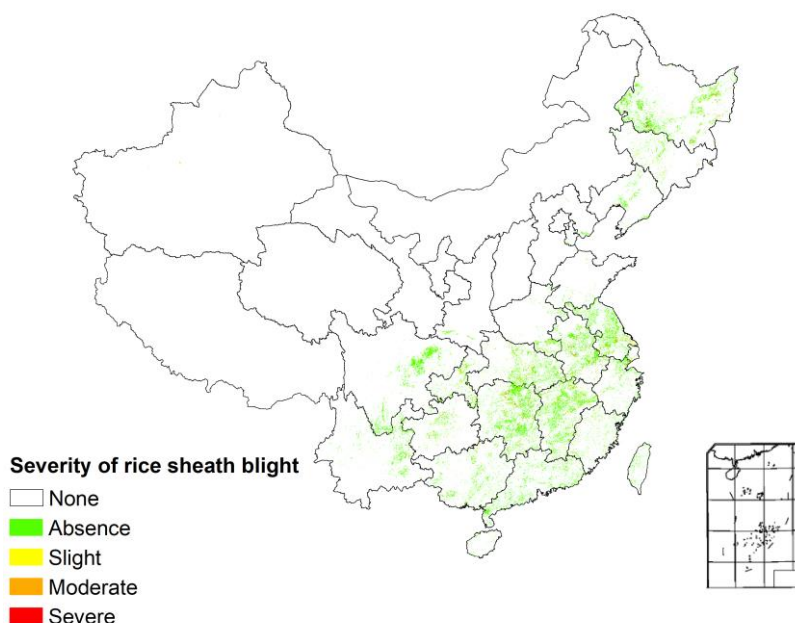 Severity of rice sheath blight
None
Absence
Slight
Moderate
Severe